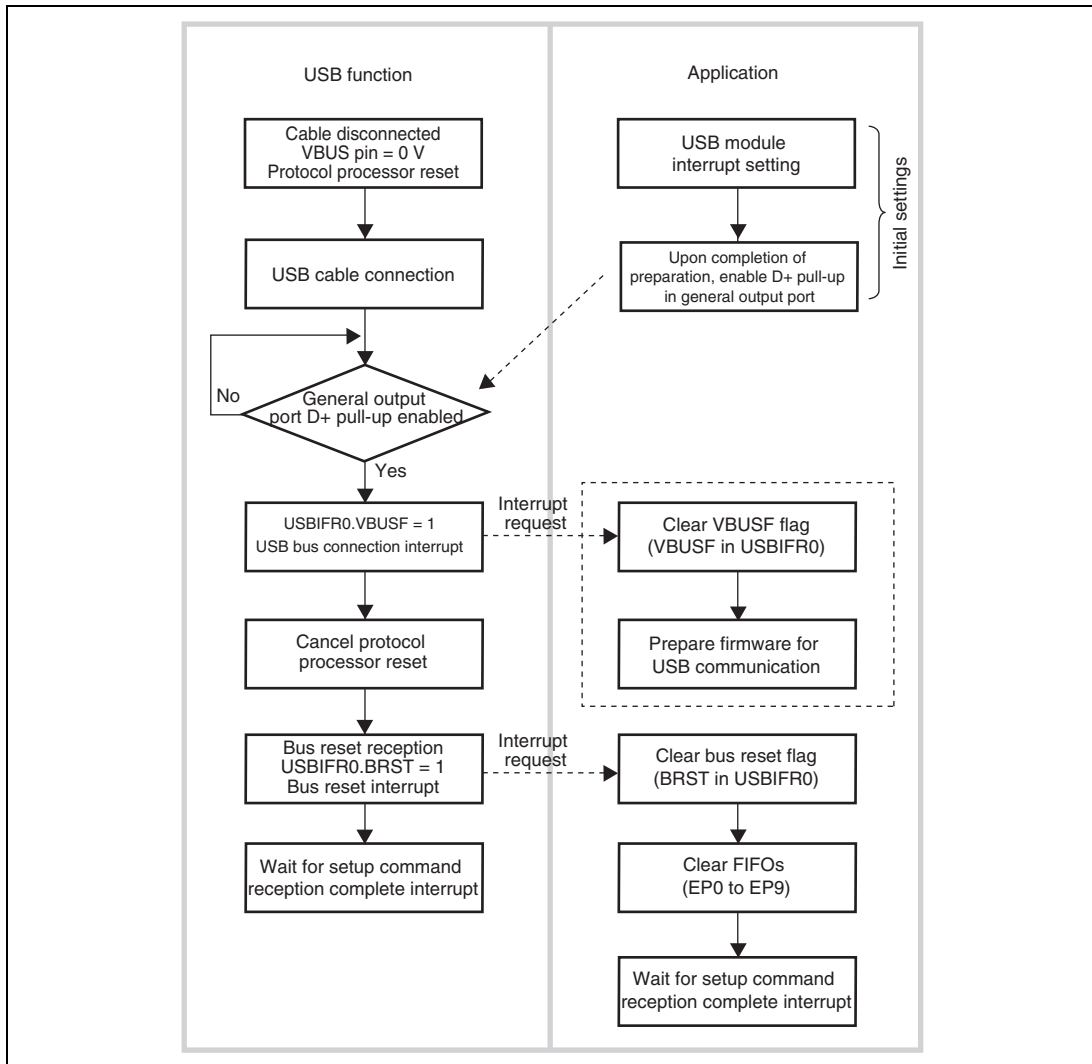 USB function
Cable disconnected
VBUS pin = 0 V
Protocol processor reset
USB cable connection
No
General output
port D+ pull-up enabled
Yes
USBIFR0.VBUSF = 1
USB bus connection interrupt
Cancel protocol
processor reset
Bus reset reception
USBIFR0.BRST = 1
Bus reset interrupt
Wait for setup command
reception complete interrupt
Interrupt
request
Interrupt
request
Application
USB module
interrupt setting
Upon completion of
preparation, enable D+ pull-up
in general output port
Initial settings
Clear VBUSF flag
(VBUSF in USBIFR0)
Prepare firmware for
USB communication
Clear bus reset flag
(BRST in USBIFR0)
Clear FIFOs
(EP0 to EP9)
Wait for setup command
reception complete interrupt